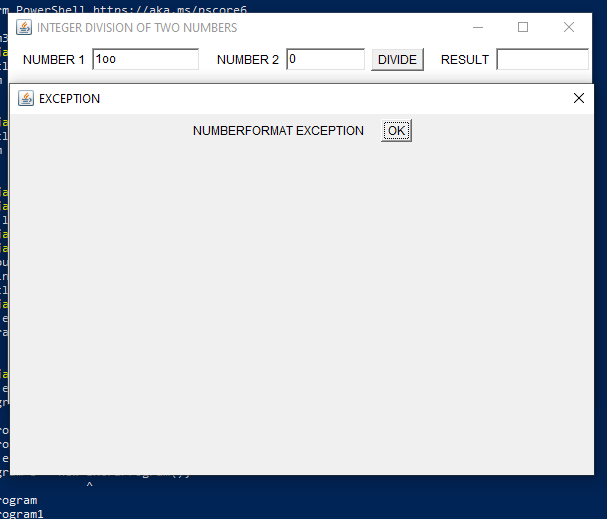 rm PowerShell https://aka.ms/pscore6
INTEGER DIVISION OF TWO NUMBERS
NUMBER 1 1oo NUMBER 2 0 DIVIDE RESULT
EXCEPTION
NUMBERFORMAT EXCEPTION OK
^
rogram
rogram1